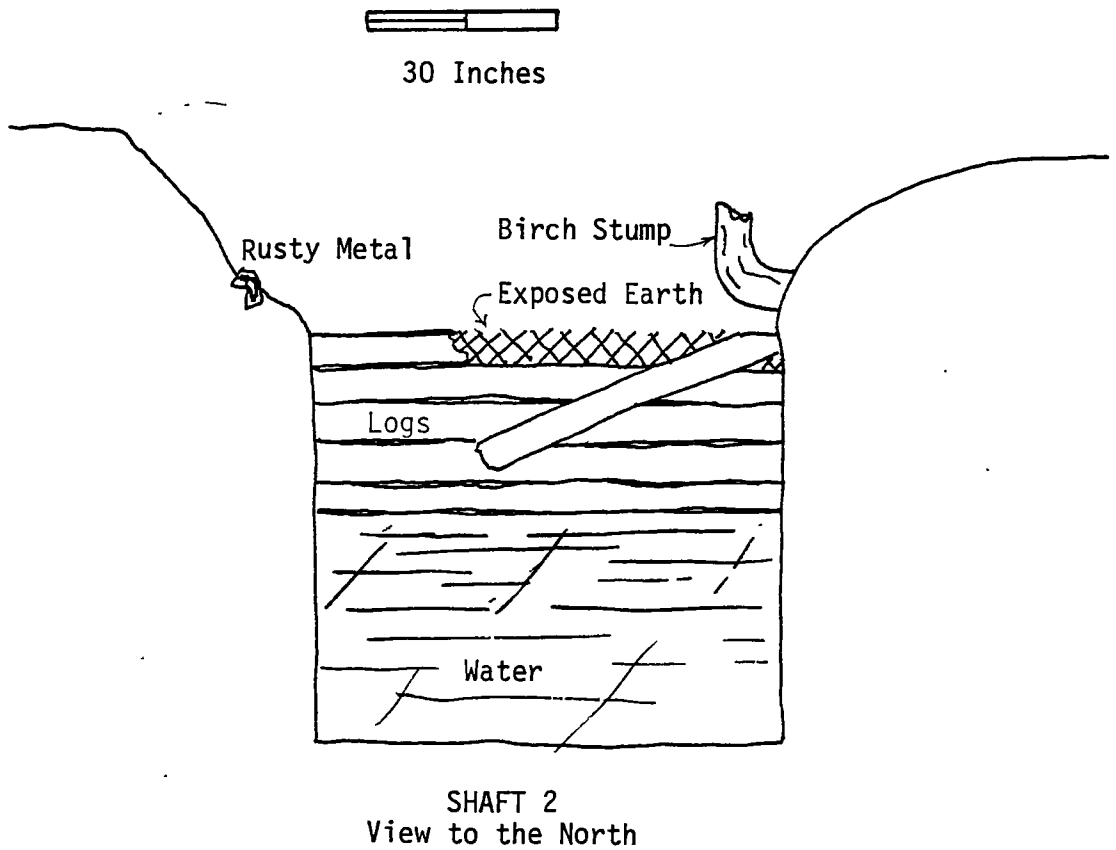 30 Inches
Birch Stump
Rusty Metal
Exposed Earth
Logs
Water
SHAFT 2
View to the North